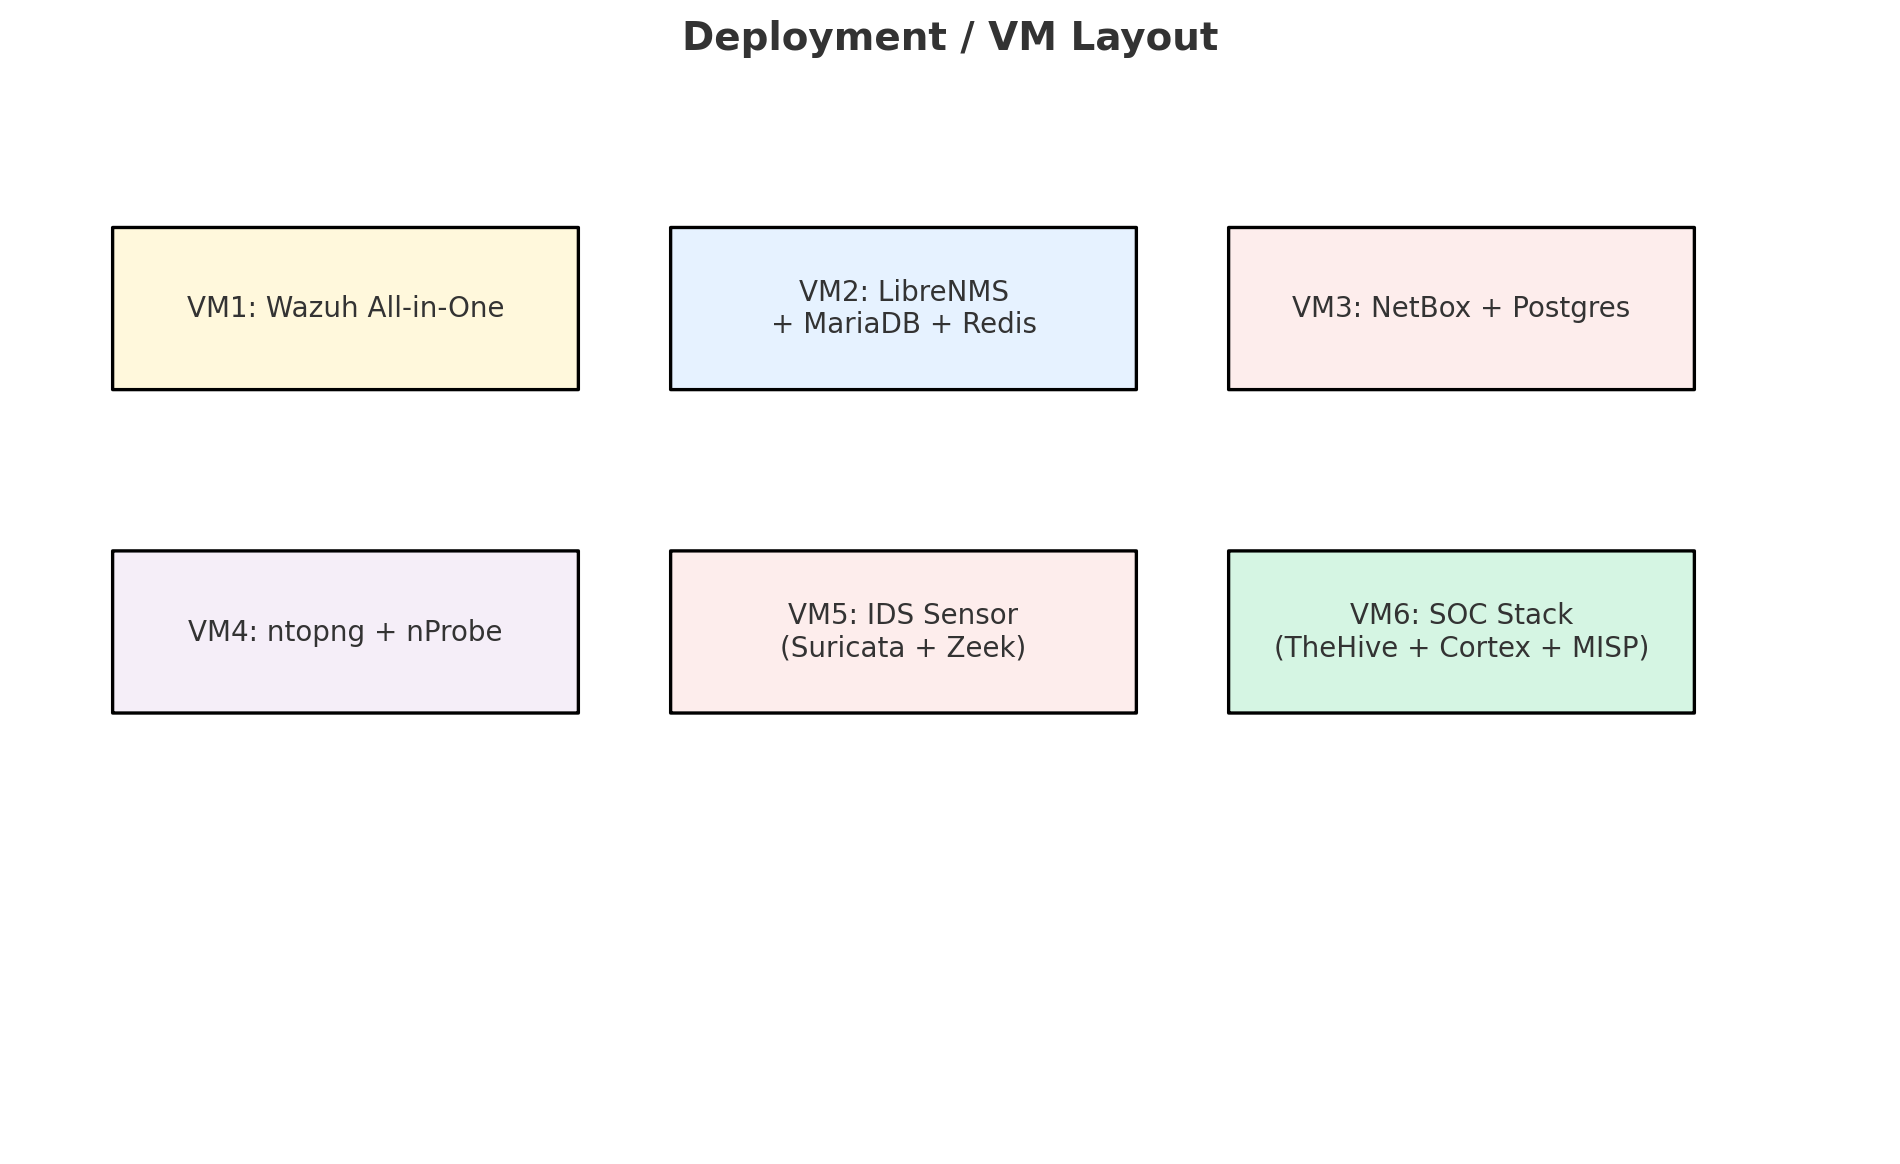 Deployment / VM Layout
VM1: Wazuh All-in-One
VM2: LibreNMS
+ MariaDB + Redis
VM3: NetBox + Postgres
VM4: ntopng + nProbe
VM5: IDS Sensor
(Suricata + Zeek)
VM6: SOC Stack
(TheHive + Cortex + MISP)